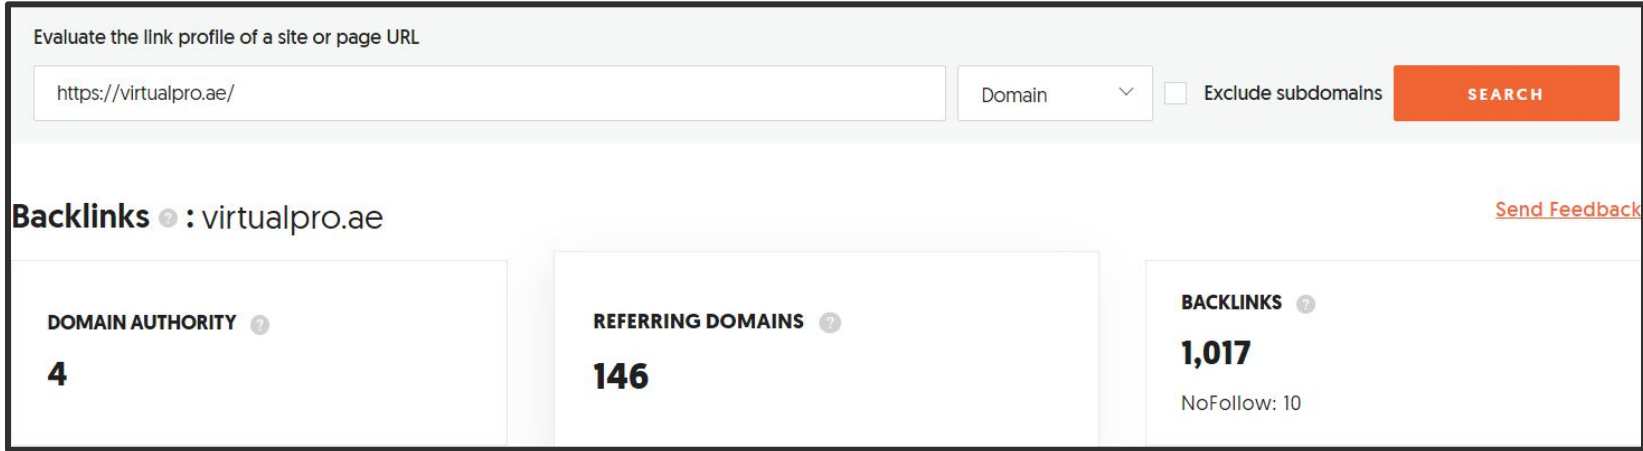 Evaluate the link profile of a site or page URL
https://virtualpro.ae/
Domain
Exclude subdomains
SEARCH
Backlinks ? : virtualpro.ae
Send Feedback
DOMAIN AUTHORITY ?
4
REFERRING DOMAINS ?
146
BACKLINKS ?
1,017
NoFollow: 10